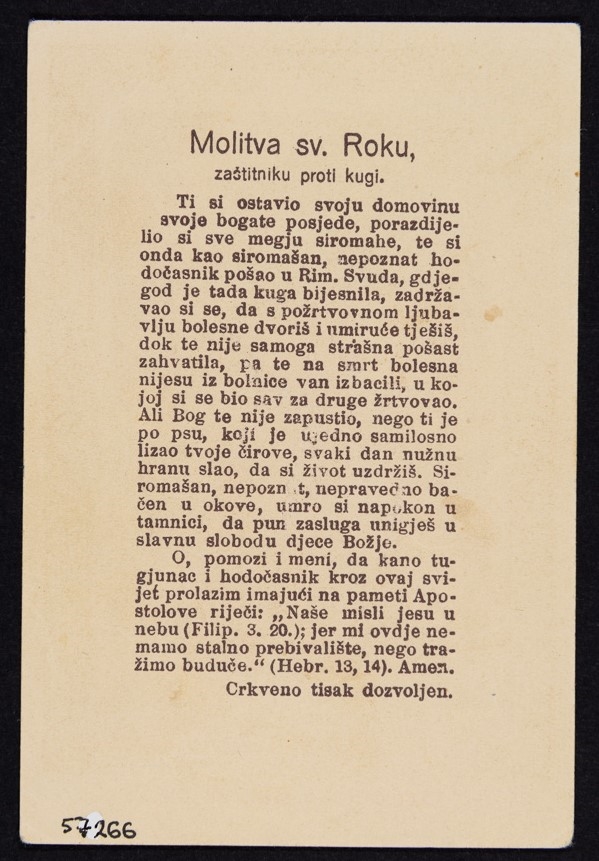 Molitva sv. Roku,
zaštitniku proti kugi.
Ti si ostavio svoju domovinu
svoje bogate posjede, porazdije-
lio si sve megju siromahe, te si
onda kao siromašan, nepoznat ho-
dočasnik pošao u Rim. Svuda, gdje-
god je tada kuga bijesnila, zadrža-
vao si se, da s požrtvovnom ljuba-
vlju bolesne dvoriš i umiruće tješiš,
dok te nije samoga strašna pošast
zahvatila, pa te na smrt bolesna
nijesu iz bolnice van izbacili, u ko-
joj si se bio sav za druge žrtvovao.
Ali Bog te nije zapustio, nego ti je
po psu, koji je ujedno samilosno
lizao tvoje čirove, svaki dan nužnu
hranu slao, da si život uzdržiš. Si-
romašan, nepoznat, nepravedno ba-
čen u okove, umro si napokon u
tamnici, da pun zasluga unigješ u
slavnu slobodu djece Božje.
O, pomozi i meni, da kano tu-
gjunac i hodočasnik kroz ovaj svi-
jet prolazim imajući na pameti Apo-
stolove riječi: „Naše misli jesu u
nebu (Filip. 3. 20.); jer mi ovdje ne-
mamo stalno prebivalište, nego tra-
žimo buduče.“ (Hebr. 13, 14). Amen.
Crkveno tisak dozvoljen.
57266